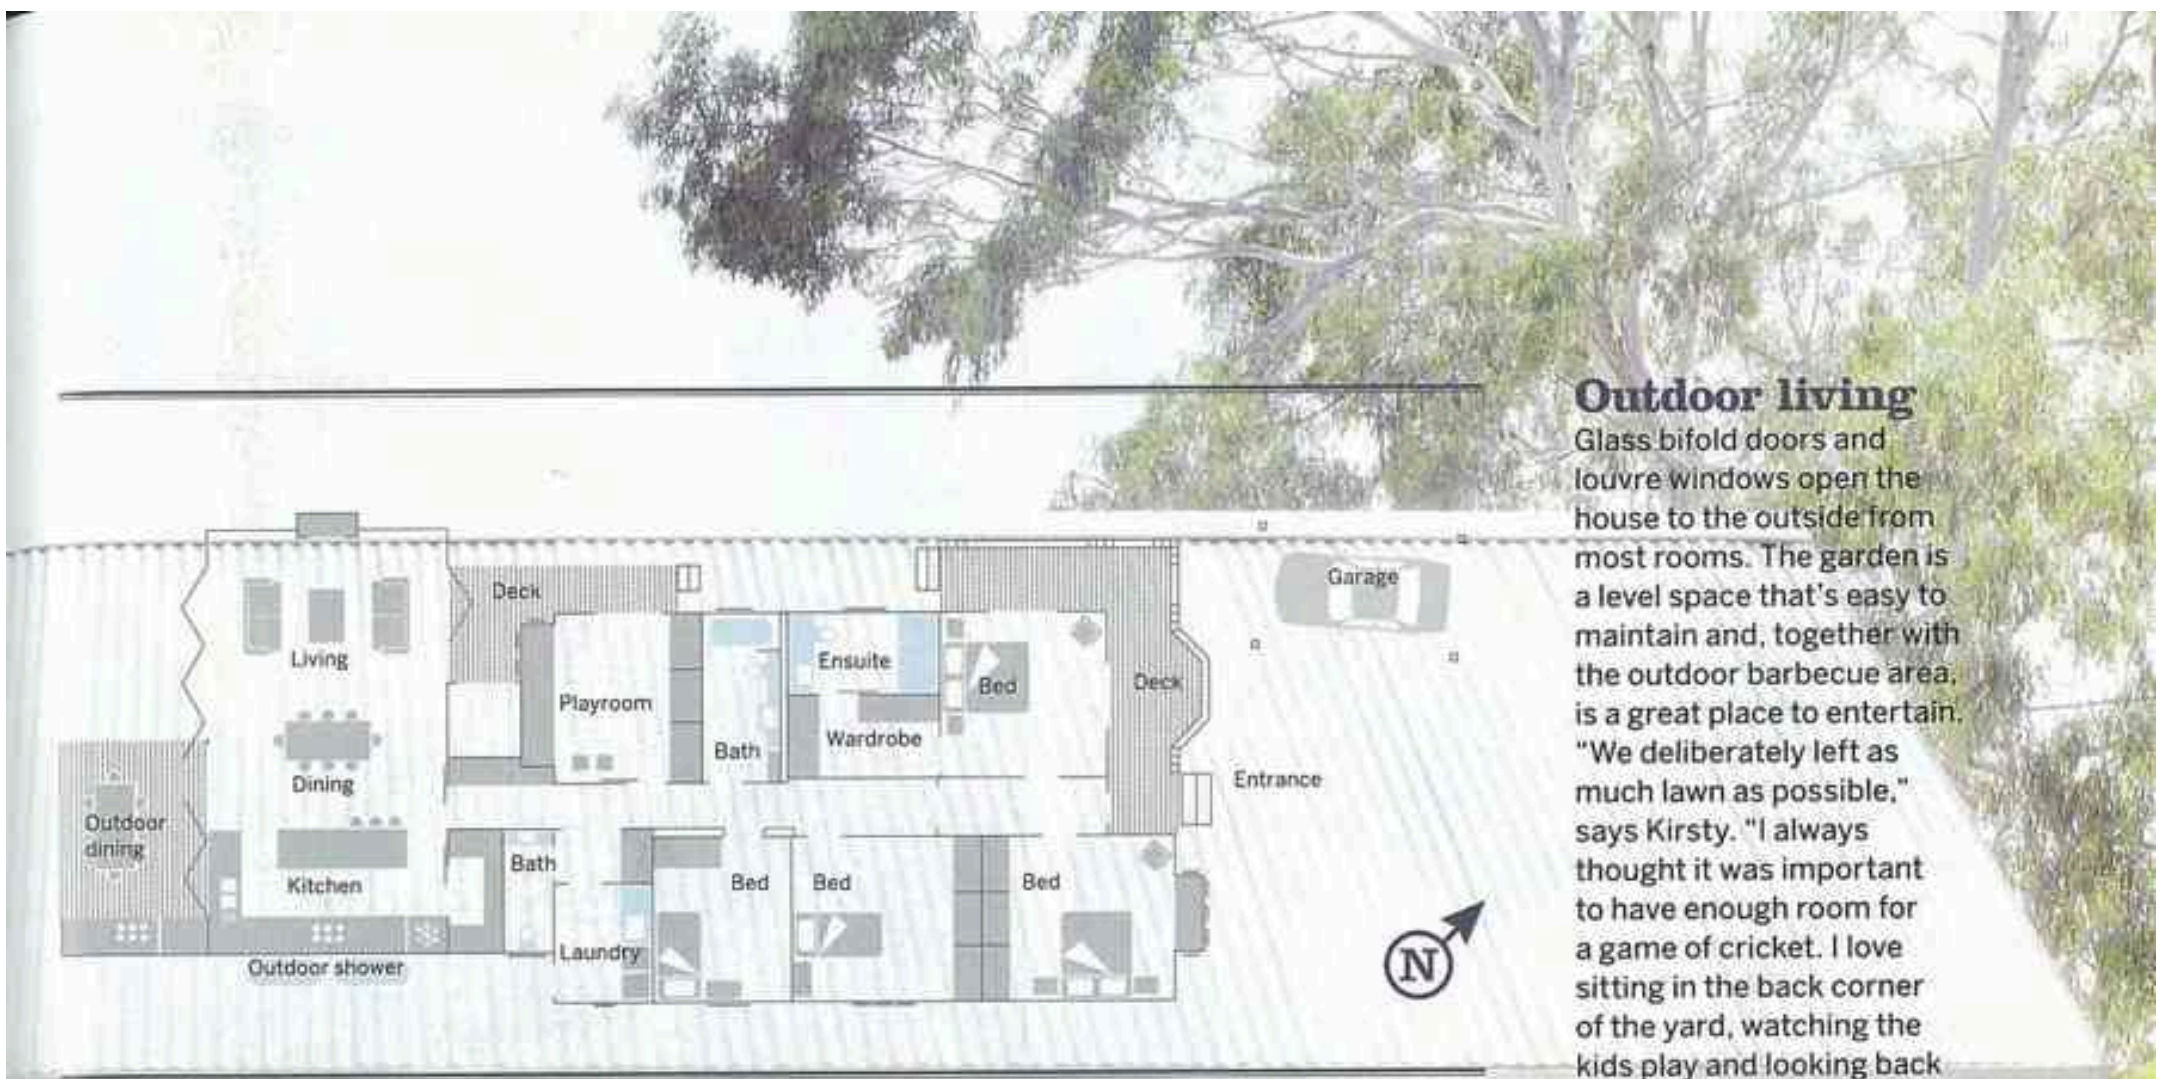 Outdoor living
Glass bifold doors and
louvre windows open the
house to the outside from
most rooms. The garden is
a level space that's easy to
maintain and, together with
the outdoor barbecue area,
is a great place to entertain.
"We deliberately left as
much lawn as possible,"
says Kirsty. "I always
thought it was important
to have enough room for
a game of cricket. I love
sitting in the back corner
of the yard, watching the
kids play and looking back
Deck
Garage
Living
Ensuite
Bed
Deck
Playroom
Wardrobe
Bath
Dining
Entrance
Outdoor
dining
Kitchen
Bath
Bed
Bed
Bed
Laundry
Outdoor shower
N